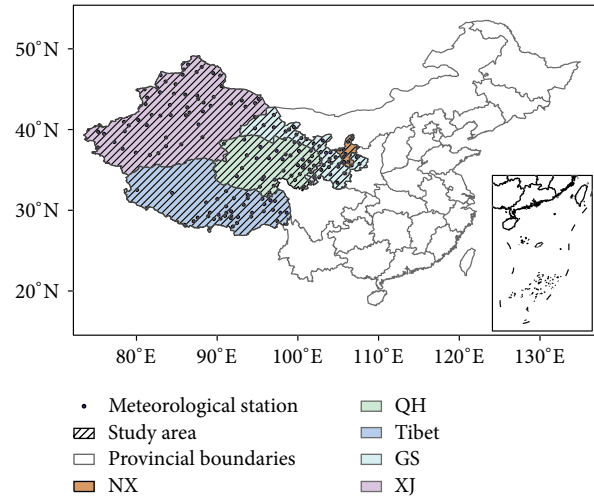 50°N
40°N
30°N
20°N
80°E 90°E 100°E 110°E 120°E 130°E
Meteorological station
Study area
Provincial boundaries
NX
QH
Tibet
GS
XJ